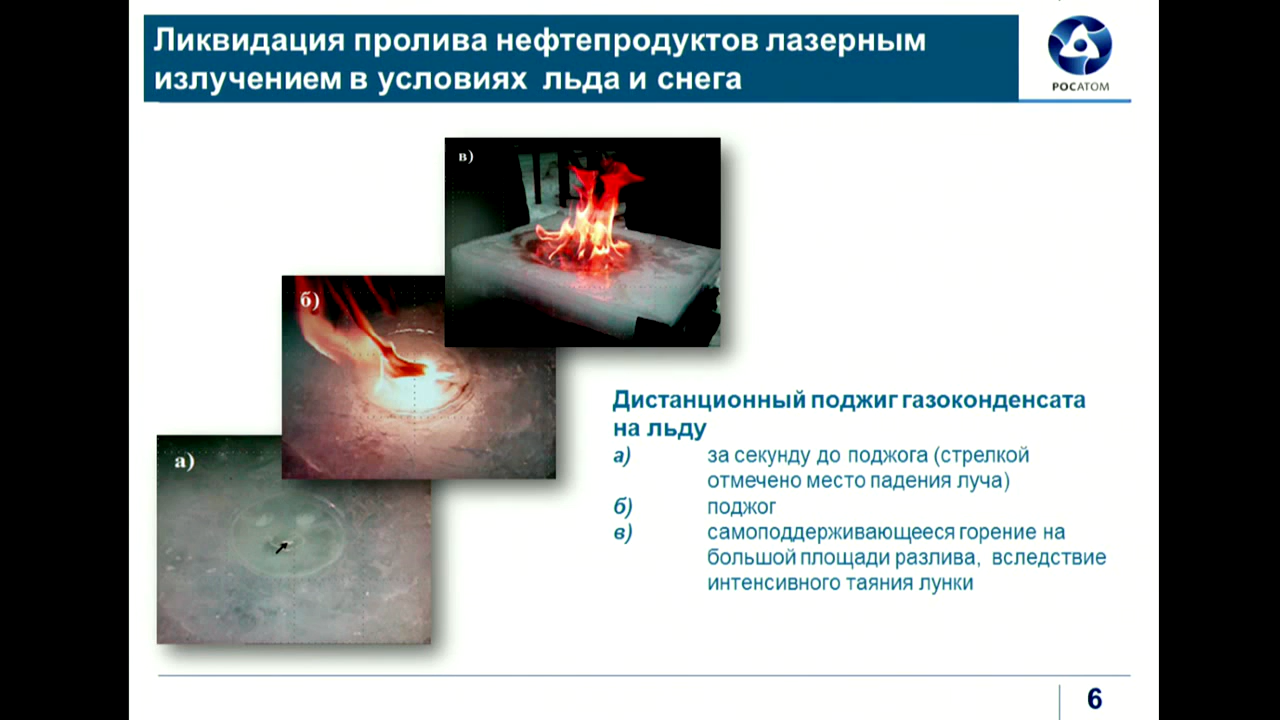 Ликвидация пролива нефтепродуктов лазерным
излучением в условиях льда и снега
РОСАТОМ
в)
б)
а)
Дистанционный поджиг газоконденсата
на льду
а) за секунду до поджога (стрелкой
отмечено место падения луча)
б) поджог
в) самоподдерживающееся горение на
большой площади разлива, вследствие
интенсивного таяния лунки
6